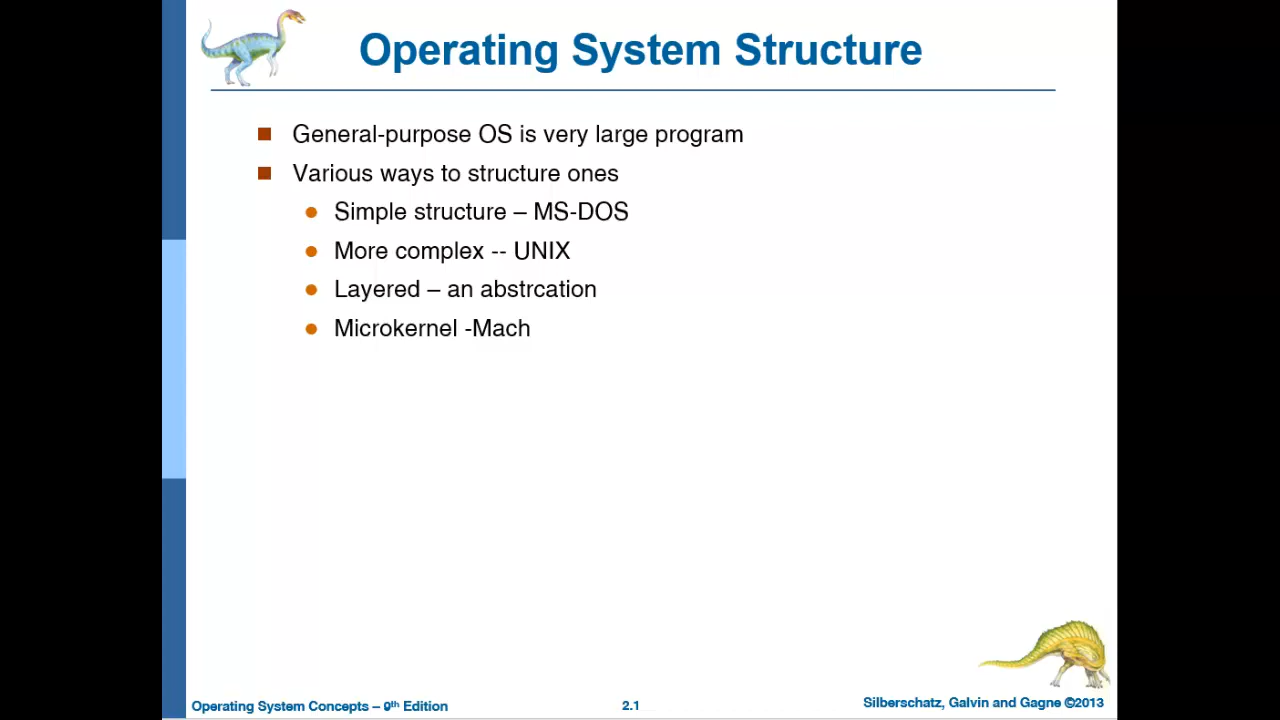 Operating System Structure
General-purpose OS is very large program
Various ways to structure ones
Simple structure – MS-DOS
More complex -- UNIX
Layered – an abstrcation
Microkernel -Mach
Operating System Concepts – 9th Edition
2.1
Silberschatz, Galvin and Gagne ©2013